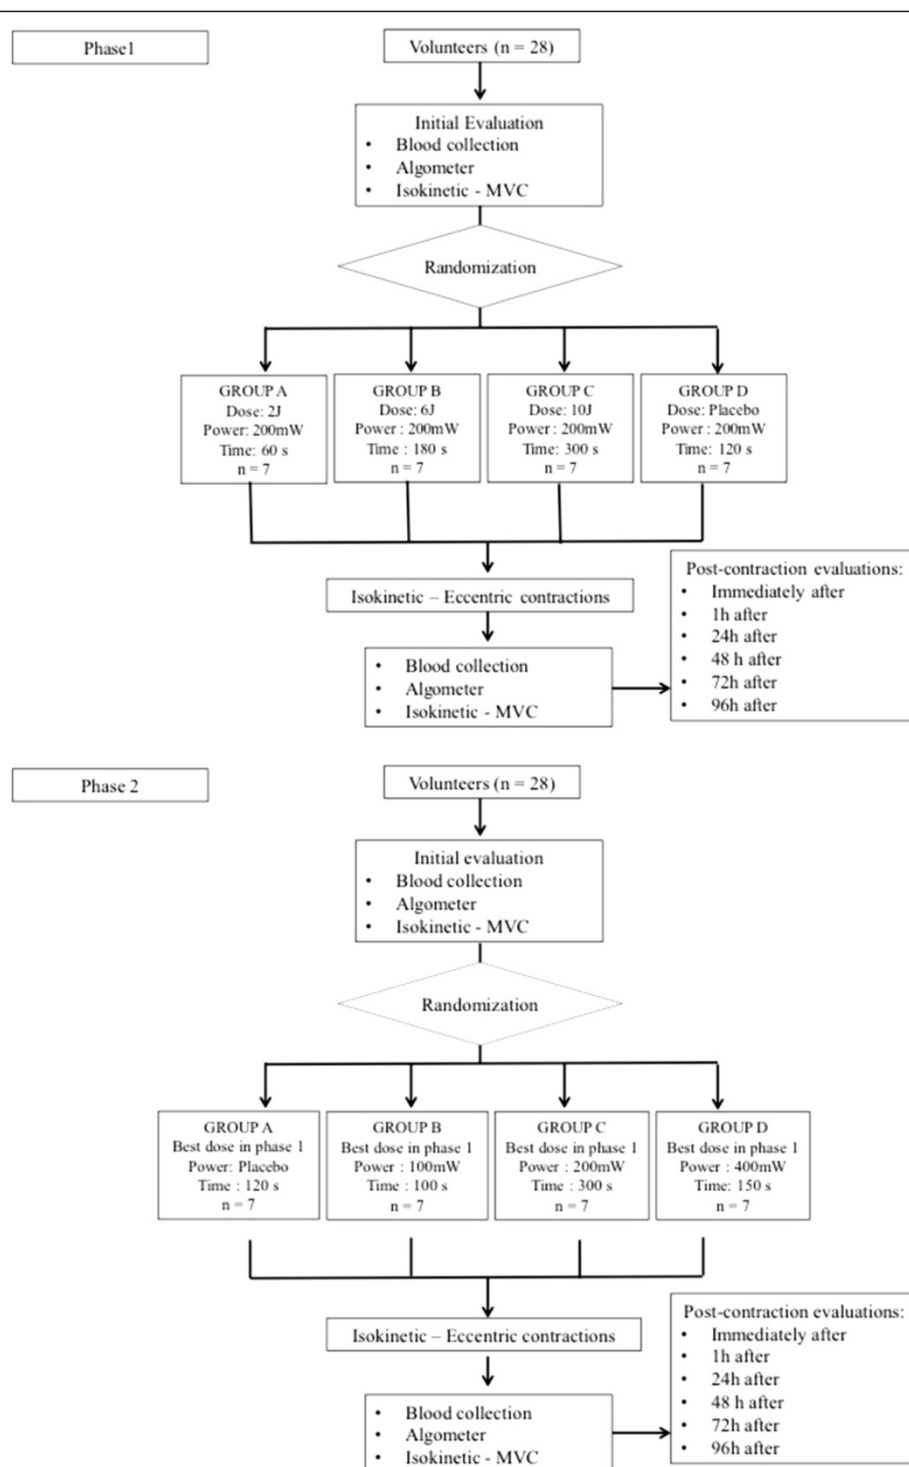 Phase1
Volunteers (n = 28)
Initial Evaluation
• Blood collection
• Algometer
• Isokinetic - MVC
Randomization
GROUP A
Dose: 2J
Power: 200mW
Time: 60 s
n = 7
GROUP B
Dose: 6J
Power : 200mW
Time : 180 s
n = 7
GROUP C
Dose: 10J
Power : 200mW
Time : 300 s
n = 7
GROUP D
Dose: Placebo
Power : 200mW
Time : 120 s
n = 7
Isokinetic – Eccentric contractions
• Blood collection
• Algometer
• Isokinetic - MVC
Post-contraction evaluations:
• Immediately after
• 1h after
• 24h after
• 48 h after
• 72h after
• 96h after
Phase 2
Volunteers (n = 28)
Initial evaluation
• Blood collection
• Algometer
• Isokinetic - MVC
Randomization
GROUP A
Best dose in phase 1
Power: Placebo
Time : 120 s
n = 7
GROUP B
Best dose in phase 1
Power : 100mW
Time : 100 s
n = 7
GROUP C
Best dose in phase 1
Power : 200mW
Time : 300 s
n = 7
GROUP D
Best dose in phase 1
Power : 400mW
Time: 150 s
n = 7
Isokinetic – Eccentric contractions
• Blood collection
• Algometer
• Isokinetic - MVC
Post-contraction evaluations:
• Immediately after
• 1h after
• 24h after
• 48 h after
• 72h after
• 96h after